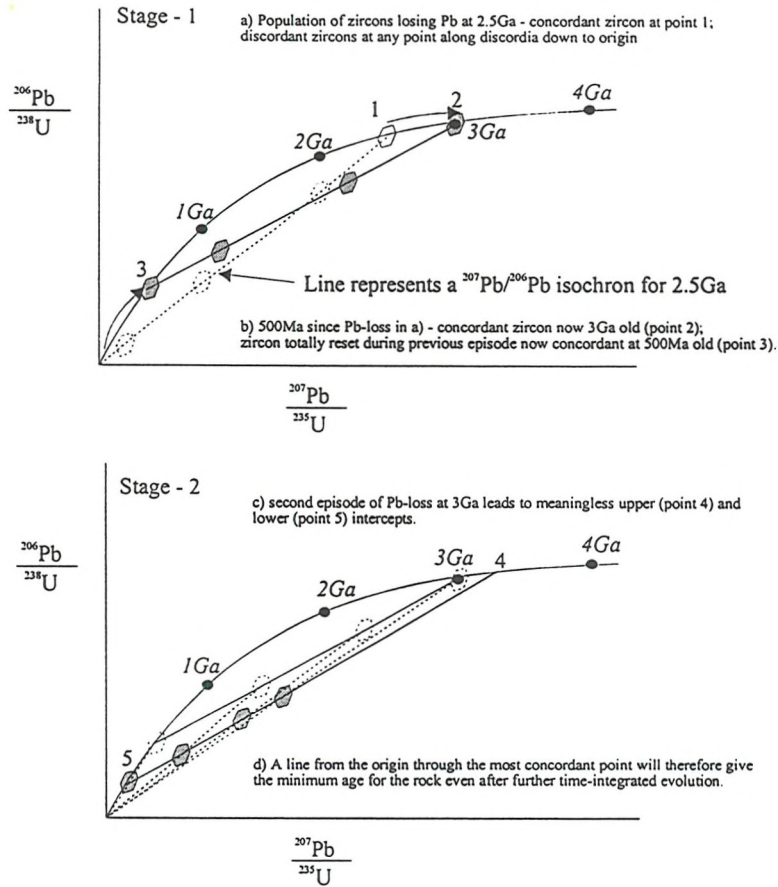 Stage - 1
a) Population of zircons losing Pb at 2.5Ga - concordant zircon at point 1;
discordant zircons at any point along discordia down to origin
206Pb
238U
4Ga
1
2
3Ga
2Ga
1Ga
3
Line represents a 207Pb/206Pb isochron for 2.5Ga
b) 500Ma since Pb-loss in a) - concordant zircon now 3Ga old (point 2);
zircon totally reset during previous episode now concordant at 500Ma old (point 3).
207Pb
235U
Stage - 2
c) second episode of Pb-loss at 3Ga leads to meaningless upper (point 4) and
lower (point 5) intercepts.
206Pb
238U
3Ga
4
4Ga
2Ga
1Ga
5
d) A line from the origin through the most concordant point will therefore give
the minimum age for the rock even after further time-integrated evolution.
207Pb
235U